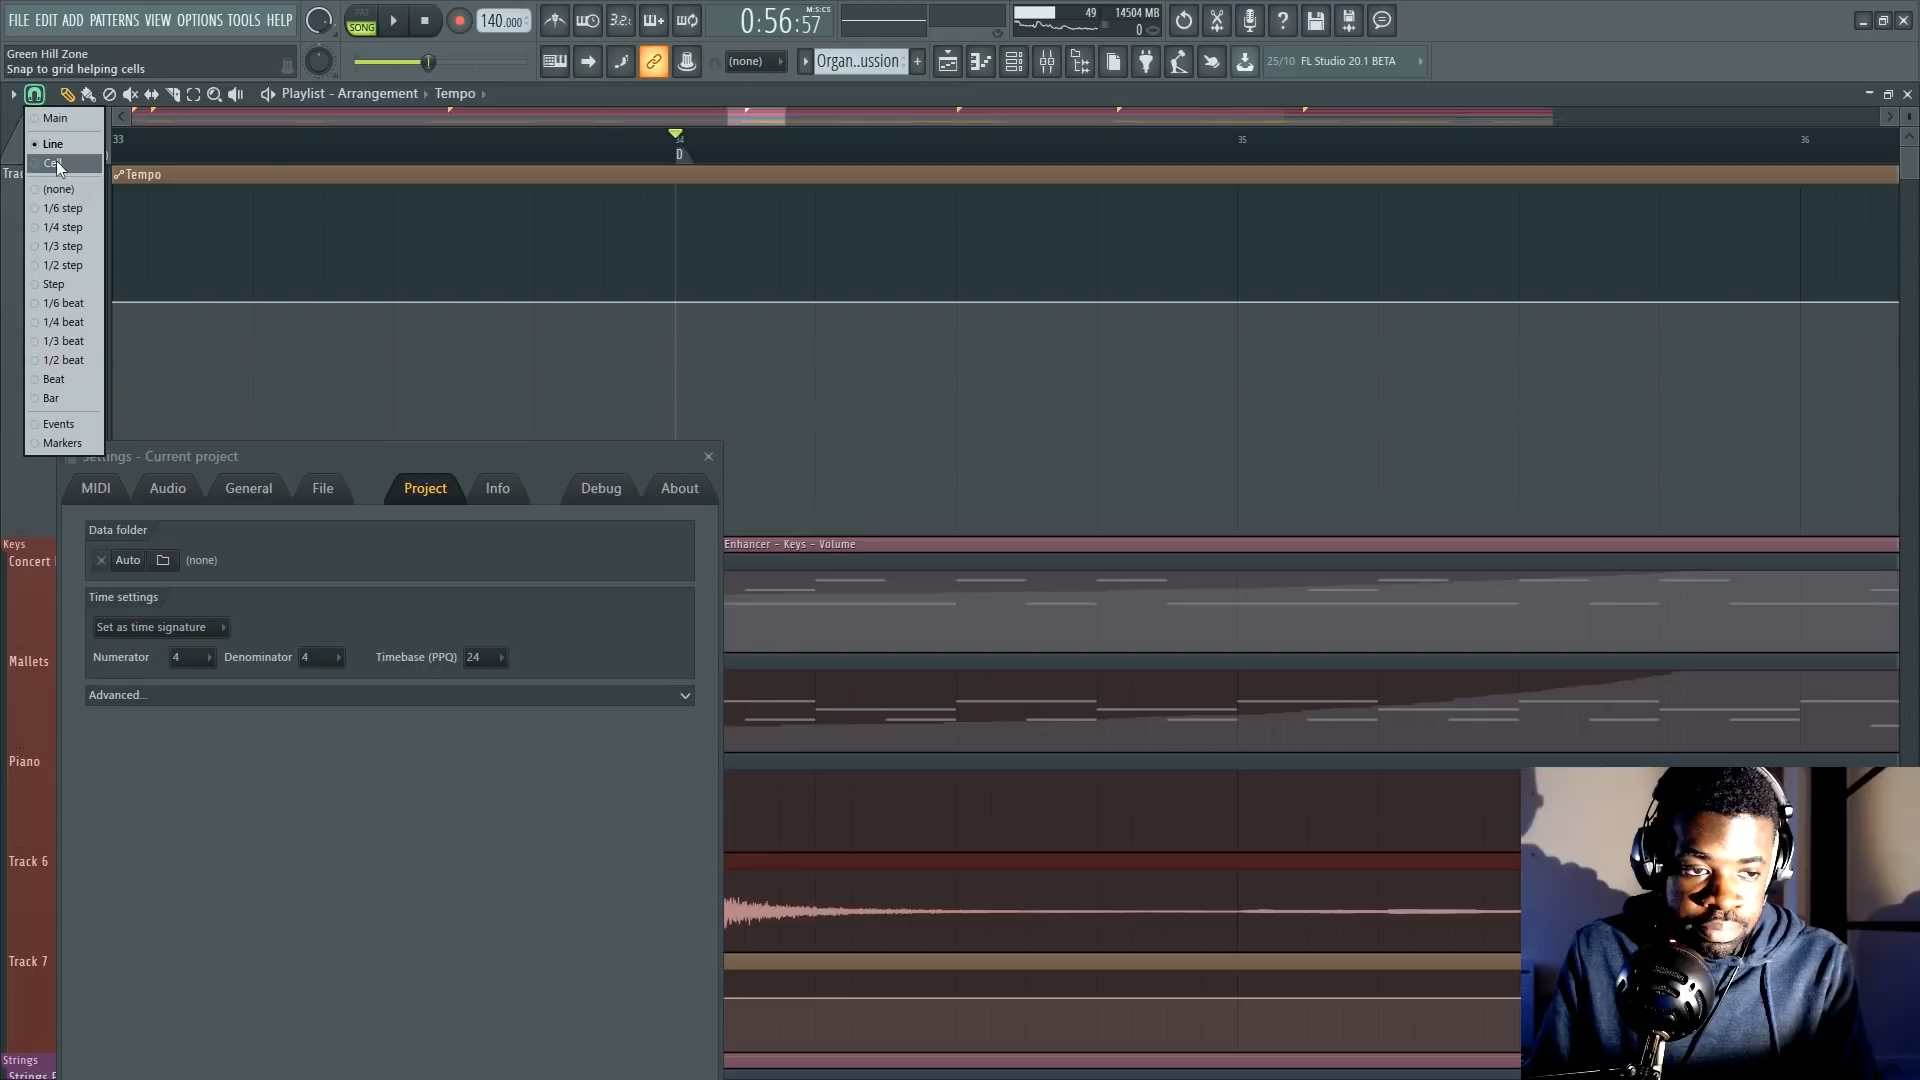 FILE EDIT ADD PATTERNS VIEW OPTIONS TOOLS HELP
PAT
SONG
140.000
3.2.
0:56:57
M:S:CS
49
14504 MB
0
Green Hill Zone
Snap to grid helping cells
(none)
Organ..ussion
+
25/10 FL Studio 20.1 BETA
Playlist - Arrangement
Tempo
Main
Line
Cell
(none)
1/6 step
1/4 step
1/3 step
1/2 step
Step
1/6 beat
1/4 beat
1/3 beat
1/2 beat
Beat
Bar
Events
Markers
33
34
35
36
D
Tempo
Settings - Current project
MIDI
Audio
General
File
Project
Info
Debug
About
Data folder
Auto
(none)
Time settings
Set as time signature
Numerator
4
Denominator
4
Timebase (PPQ)
24
Advanced...
Keys
Enhancer - Keys - Volume
Concert
Mallets
Piano
Track 6
Track 7
Strings